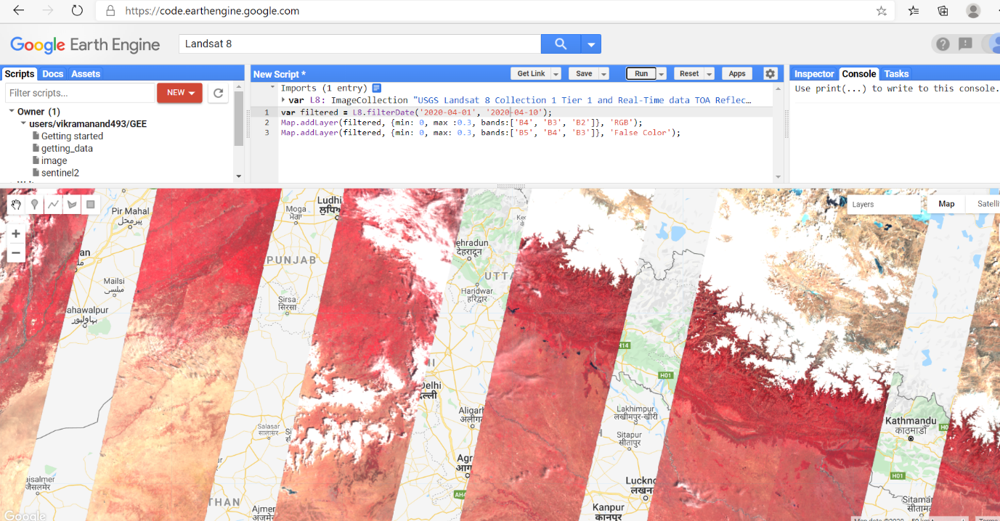 https://code.earthengine.google.com
Google Earth Engine
Landsat 8
Scripts Docs Assets
New Script *
Get Link Save Run Reset Apps
Inspector Console Tasks
Filter scripts...
NEW
Imports (1 entry)
Use print(...) to write to this console.
var L8: ImageCollection "USGS Landsat 8 Collection 1 Tier 1 and Real-Time data TOA Reflec…
Owner (1)
users/vikramanand493/GEE
Getting started
getting_data
image
sentinel2
1 var filtered = L8.filterDate('2020-04-01', '2020-04-10');
2 Map.addLayer(filtered, {min: 0, max :0.3, bands:['B4', 'B3', 'B2']}, 'RGB');
3 Map.addLayer(filtered, {min: 0, max: 0.3, bands:['B5', 'B4', 'B3']}, 'False Color');
Layers
Map Satelli
Pir Mahal
پیر محل
Moga
ਮੋਗਾ
Ludhi
PUNJAB
Mailsi
میلسی
ahawalpur
بہاولپور
Sirsa
सिरसा
ehradun
देहरादून
UTTA
Haridwar
हरिद्वार
H14
H01
Delhi
Aligarh
Lakhimpur
लखीमपुर-खीरी
Sitapur
सीतापुर
Kathmandu
काठमाडौं
H01
Salasar
सालासर
Agr
आग
AH4
Luckno
लखन
Kanpur
कानपुर
aisalmer
जैसलमेर
THAN
Ajmer
अजमेर
Sitamar
Google
Map data ©2020 50 km
Terms